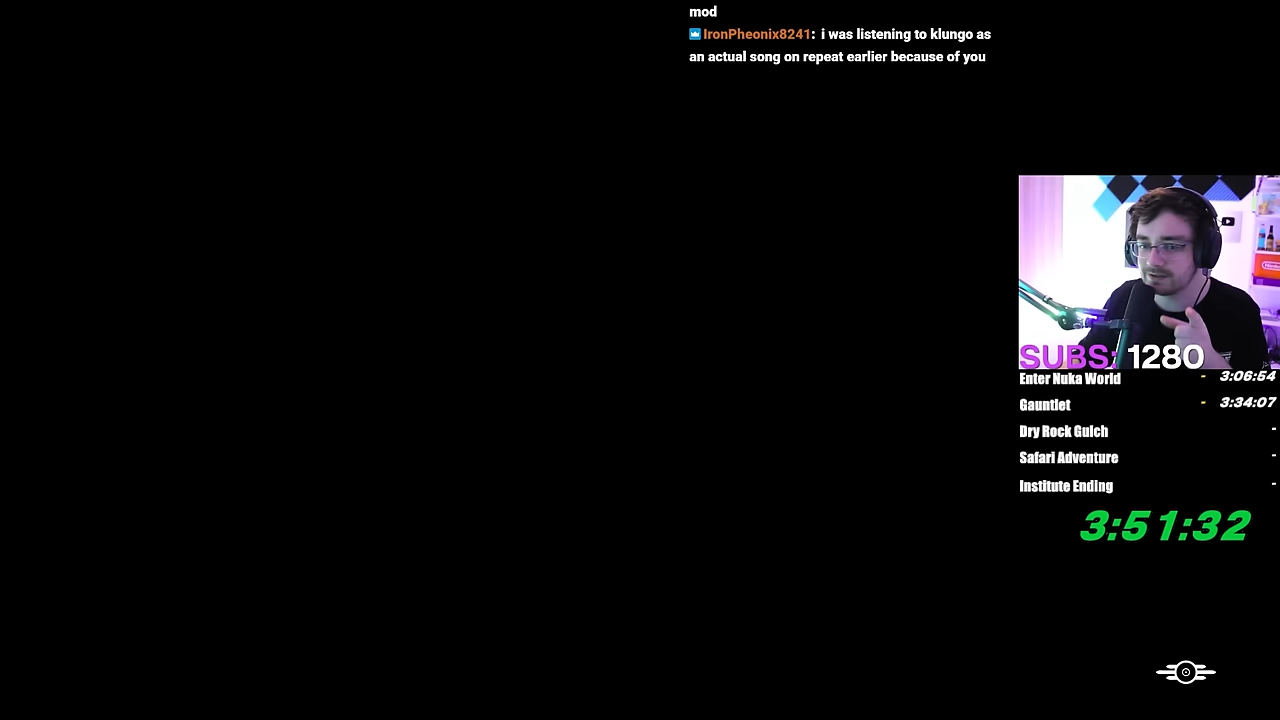 mod
IronPheonix8241: i was listening to klungo as
an actual song on repeat earlier because of you
SUBS: 1280
Enter Nuka World - 3:06:54
Gauntlet - 3:34:07
Dry Rock Gulch -
Safari Adventure -
Institute Ending -
3:51:32